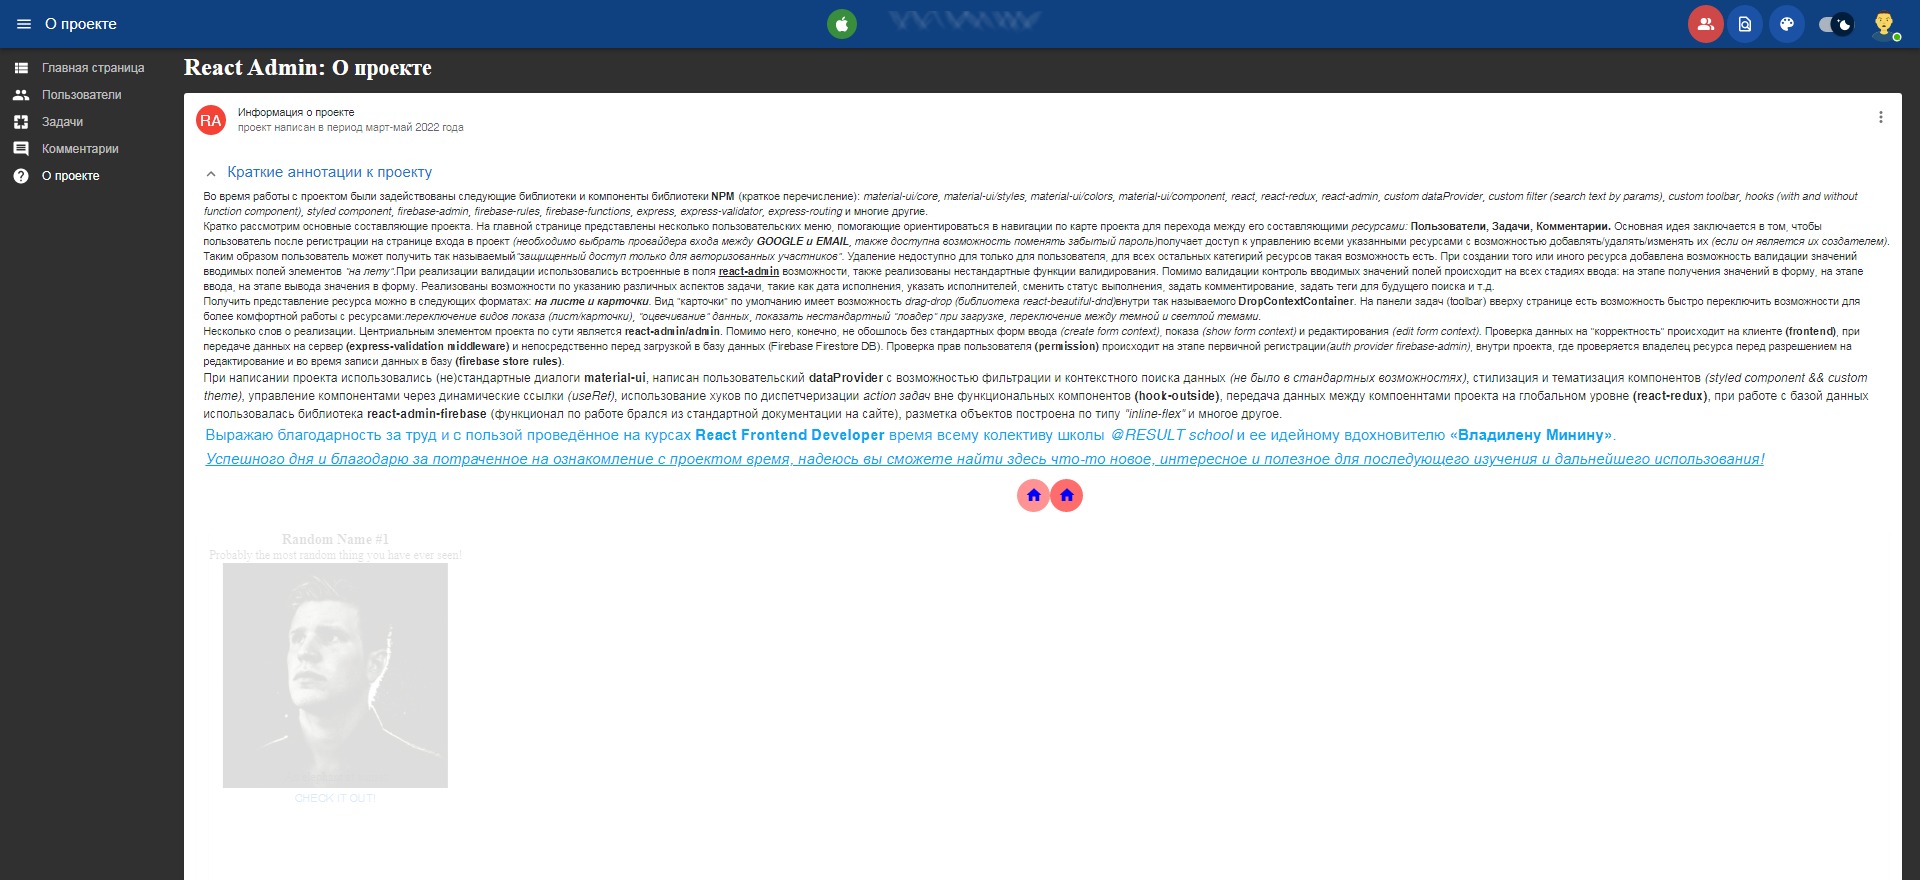 О проекте
Главная страница
Пользователи
Задачи
Комментарии
О проекте
React Admin: О проекте
RA
Информация о проекте
проект написан в период март-май 2022 года
Краткие аннотации к проекту
Во время работы с проектом были задействованы следующие библиотеки и компоненты библиотеки NPM (краткое перечисление): material-ui/core, material-ui/styles, material-ui/colors, material-ui/component, react, react-redux, react-admin, custom dataProvider, custom filter (search text by params), custom toolbar, hooks (with and without
function component), styled component, firebase-admin, firebase-rules, firebase-functions, express, express-validator, express-routing и многие другие.
Кратко рассмотрим основные составляющие проекта. На главной странице представлены несколько пользовательских меню, помогающие ориентироваться в навигации по карте проекта для перехода между его составляющими ресурсами: Пользователи, Задачи, Комментарии. Основная идея заключается в том, чтобы
пользователь после регистрации на странице входа в проект (необходимо выбрать провайдера входа между GOOGLE и EMAIL, также доступна возможность поменять забытый пароль)получает доступ к управлению всеми указанными ресурсами с возможностью добавлять/удалять/изменять их (если он является их создателем).
Таким образом пользователь может получить так называемый"защищенный доступ только для авторизованных участников". Удаление недоступно для только для пользователя, для всех остальных категирий ресурсов такая возможность есть. При создании того или иного ресурса добавлена возможность валидации значений
вводимых полей элементов "на лету".При реализации валидации использовались встроенные в поля react-admin возможности, также реализованы нестандартные функции валидирования. Помимо валидации контроль вводимых значений полей происходит на всех стадиях ввода: на этапе получения значений в форму, на этапе
ввода, на этапе вывода значения в форму. Реализованы возможности по указанию различных аспектов задачи, такие как дата исполнения, указать исполнителей, сменить статус выполнения, задать комментирование, задать теги для будущего поиска и т.д.
Получить представление ресурса можно в следующих форматах: на листе и карточки. Вид "карточки" по умолчанию имеет возможность drag-drop (библиотека react-beautiful-dnd)внутри так называемого DropContextContainer. На панели задач (toolbar) вверху странице есть возможность быстро переключить возможности для
более комфортной работы с ресурсами:переключение видов показа (лист/карточки), "оцвечивание" данных, показать нестандартный "лоадер" при загрузке, переключение между темной и светлой темами.
Несколько слов о реализации. Центриальным элементом проекта по сути является react-admin/admin. Помимо него, конечно, не обошлось без стандартных форм ввода (create form context), показа (show form context) и редактирования (edit form context). Проверка данных на "корректность" происходит на клиенте (frontend), при
передаче данных на сервер (express-validation middleware) и непосредственно перед загрузкой в базу данных (Firebase Firestore DB). Проверка прав пользователя (permission) происходит на этапе первичной регистрации(auth provider firebase-admin), внутри проекта, где проверяется владелец ресурса перед разрешением на
редактирование и во время записи данных в базу (firebase store rules).
При написании проекта использовались (не)стандартные диалоги material-ui, написан пользовательский dataProvider с возможностью фильтрации и контекстного поиска данных (не было в стандартных возможностях), стилизация и тематизация компонентов (styled component && custom
theme), управление компонентами через динамические ссылки (useRef), использование хуков по диспетчеризации action задач вне функциональных компонентов (hook-outside), передача данных между компоеннтами проекта на глобальном уровне (react-redux), при работе с базой данных
использовалась библиотека react-admin-firebase (функционал по работе брался из стандартной документации на сайте), разметка объектов построена по типу "inline-flex" и многое другое.
Выражаю благодарность за труд и с пользой проведённое на курсах React Frontend Developer время всему колективу школы @RESULT school и ее идейному вдохновителю «Владилену Минину».
Успешного дня и благодарю за потраченное на ознакомление с проектом время, надеюсь вы сможете найти здесь что-то новое, интересное и полезное для последующего изучения и дальнейшего использования!
Random Name #1
Probably the most random thing you have ever seen!
CHECK IT OUT!